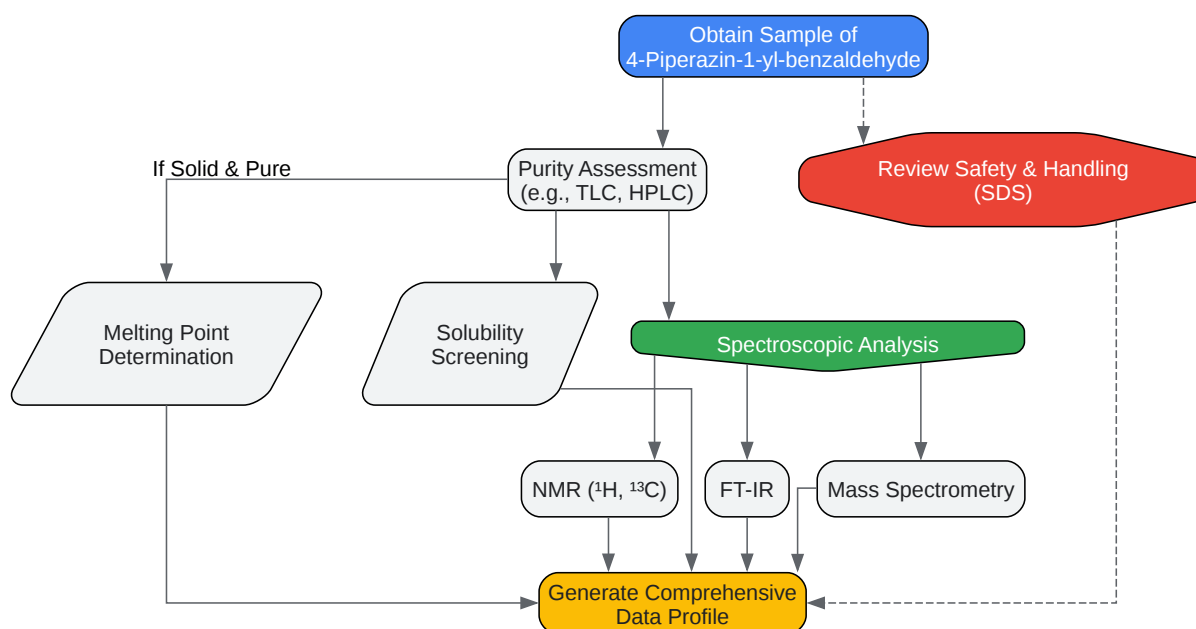 Obtain Sample of
4-Piperazin-1-yl-benzaldehyde
If Solid & Pure
Purity Assessment
(e.g., TLC, HPLC)
Review Safety & Handling
(SDS)
Melting Point
Determination
Solubility
Screening
Spectroscopic Analysis
NMR (¹H, ¹³C)
FT-IR
Mass Spectrometry
Generate Comprehensive
Data Profile